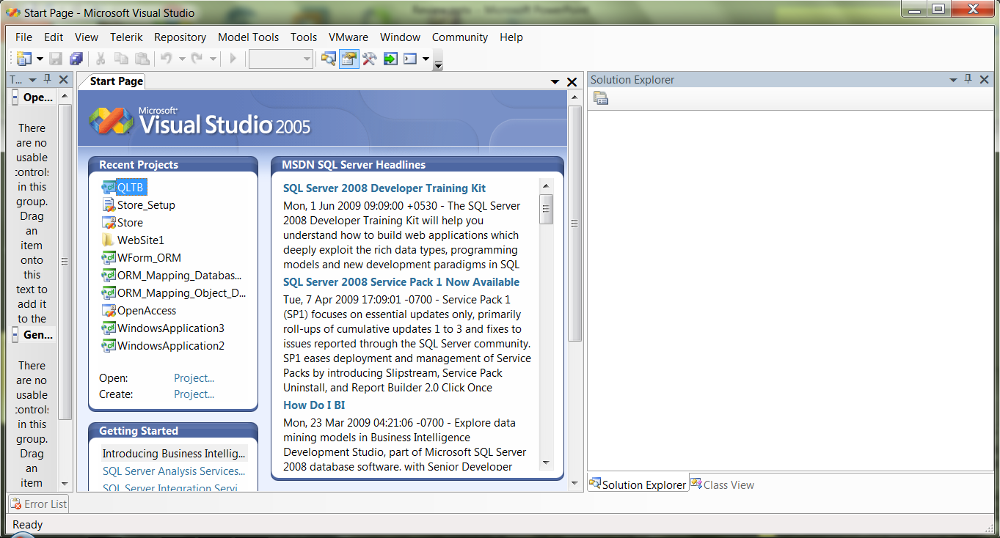 Start Page - Microsoft Visual Studio
File Edit View Telerik Repository Model Tools Tools VMware Window Community Help
T...
Ope...
There
are no
usable
controls
in this
group.
Drag
an
item
onto
this
text to
add it
to the
Gen...
There
are no
usable
controls
in this
group.
Drag
an
item
Start Page
Microsoft
Visual Studio 2005
Recent Projects
QLTB
Store_Setup
Store
WebSite1
WForm_ORM
ORM_Mapping_Databas...
ORM_Mapping_Object_D...
OpenAccess
WindowsApplication3
WindowsApplication2
Open: Project...
Create: Project...
Getting Started
Introducing Business Intellig...
SQL Server Analysis Services...
SQL Server Integration Servi
MSDN SQL Server Headlines
SQL Server 2008 Developer Training Kit
Mon, 1 Jun 2009 09:09:00 +0530 - The SQL Server
2008 Developer Training Kit will help you
understand how to build web applications which
deeply exploit the rich data types, programming
models and new development paradigms in SQL
SQL Server 2008 Service Pack 1 Now Available
Tue, 7 Apr 2009 17:09:01 -0700 - Service Pack 1
(SP1) focuses on essential updates only, primarily
roll-ups of cumulative updates 1 to 3 and fixes to
issues reported through the SQL Server community.
SP1 eases deployment and management of Service
Packs by introducing Slipstream, Service Pack
Uninstall, and Report Builder 2.0 Click Once
How Do I BI
Mon, 23 Mar 2009 04:21:06 -0700 - Explore data
mining models in Business Intelligence
Development Studio, part of Microsoft SQL Server
2008 database software. with Senior Developer
Solution Explorer
Solution Explorer Class View
Error List
Ready